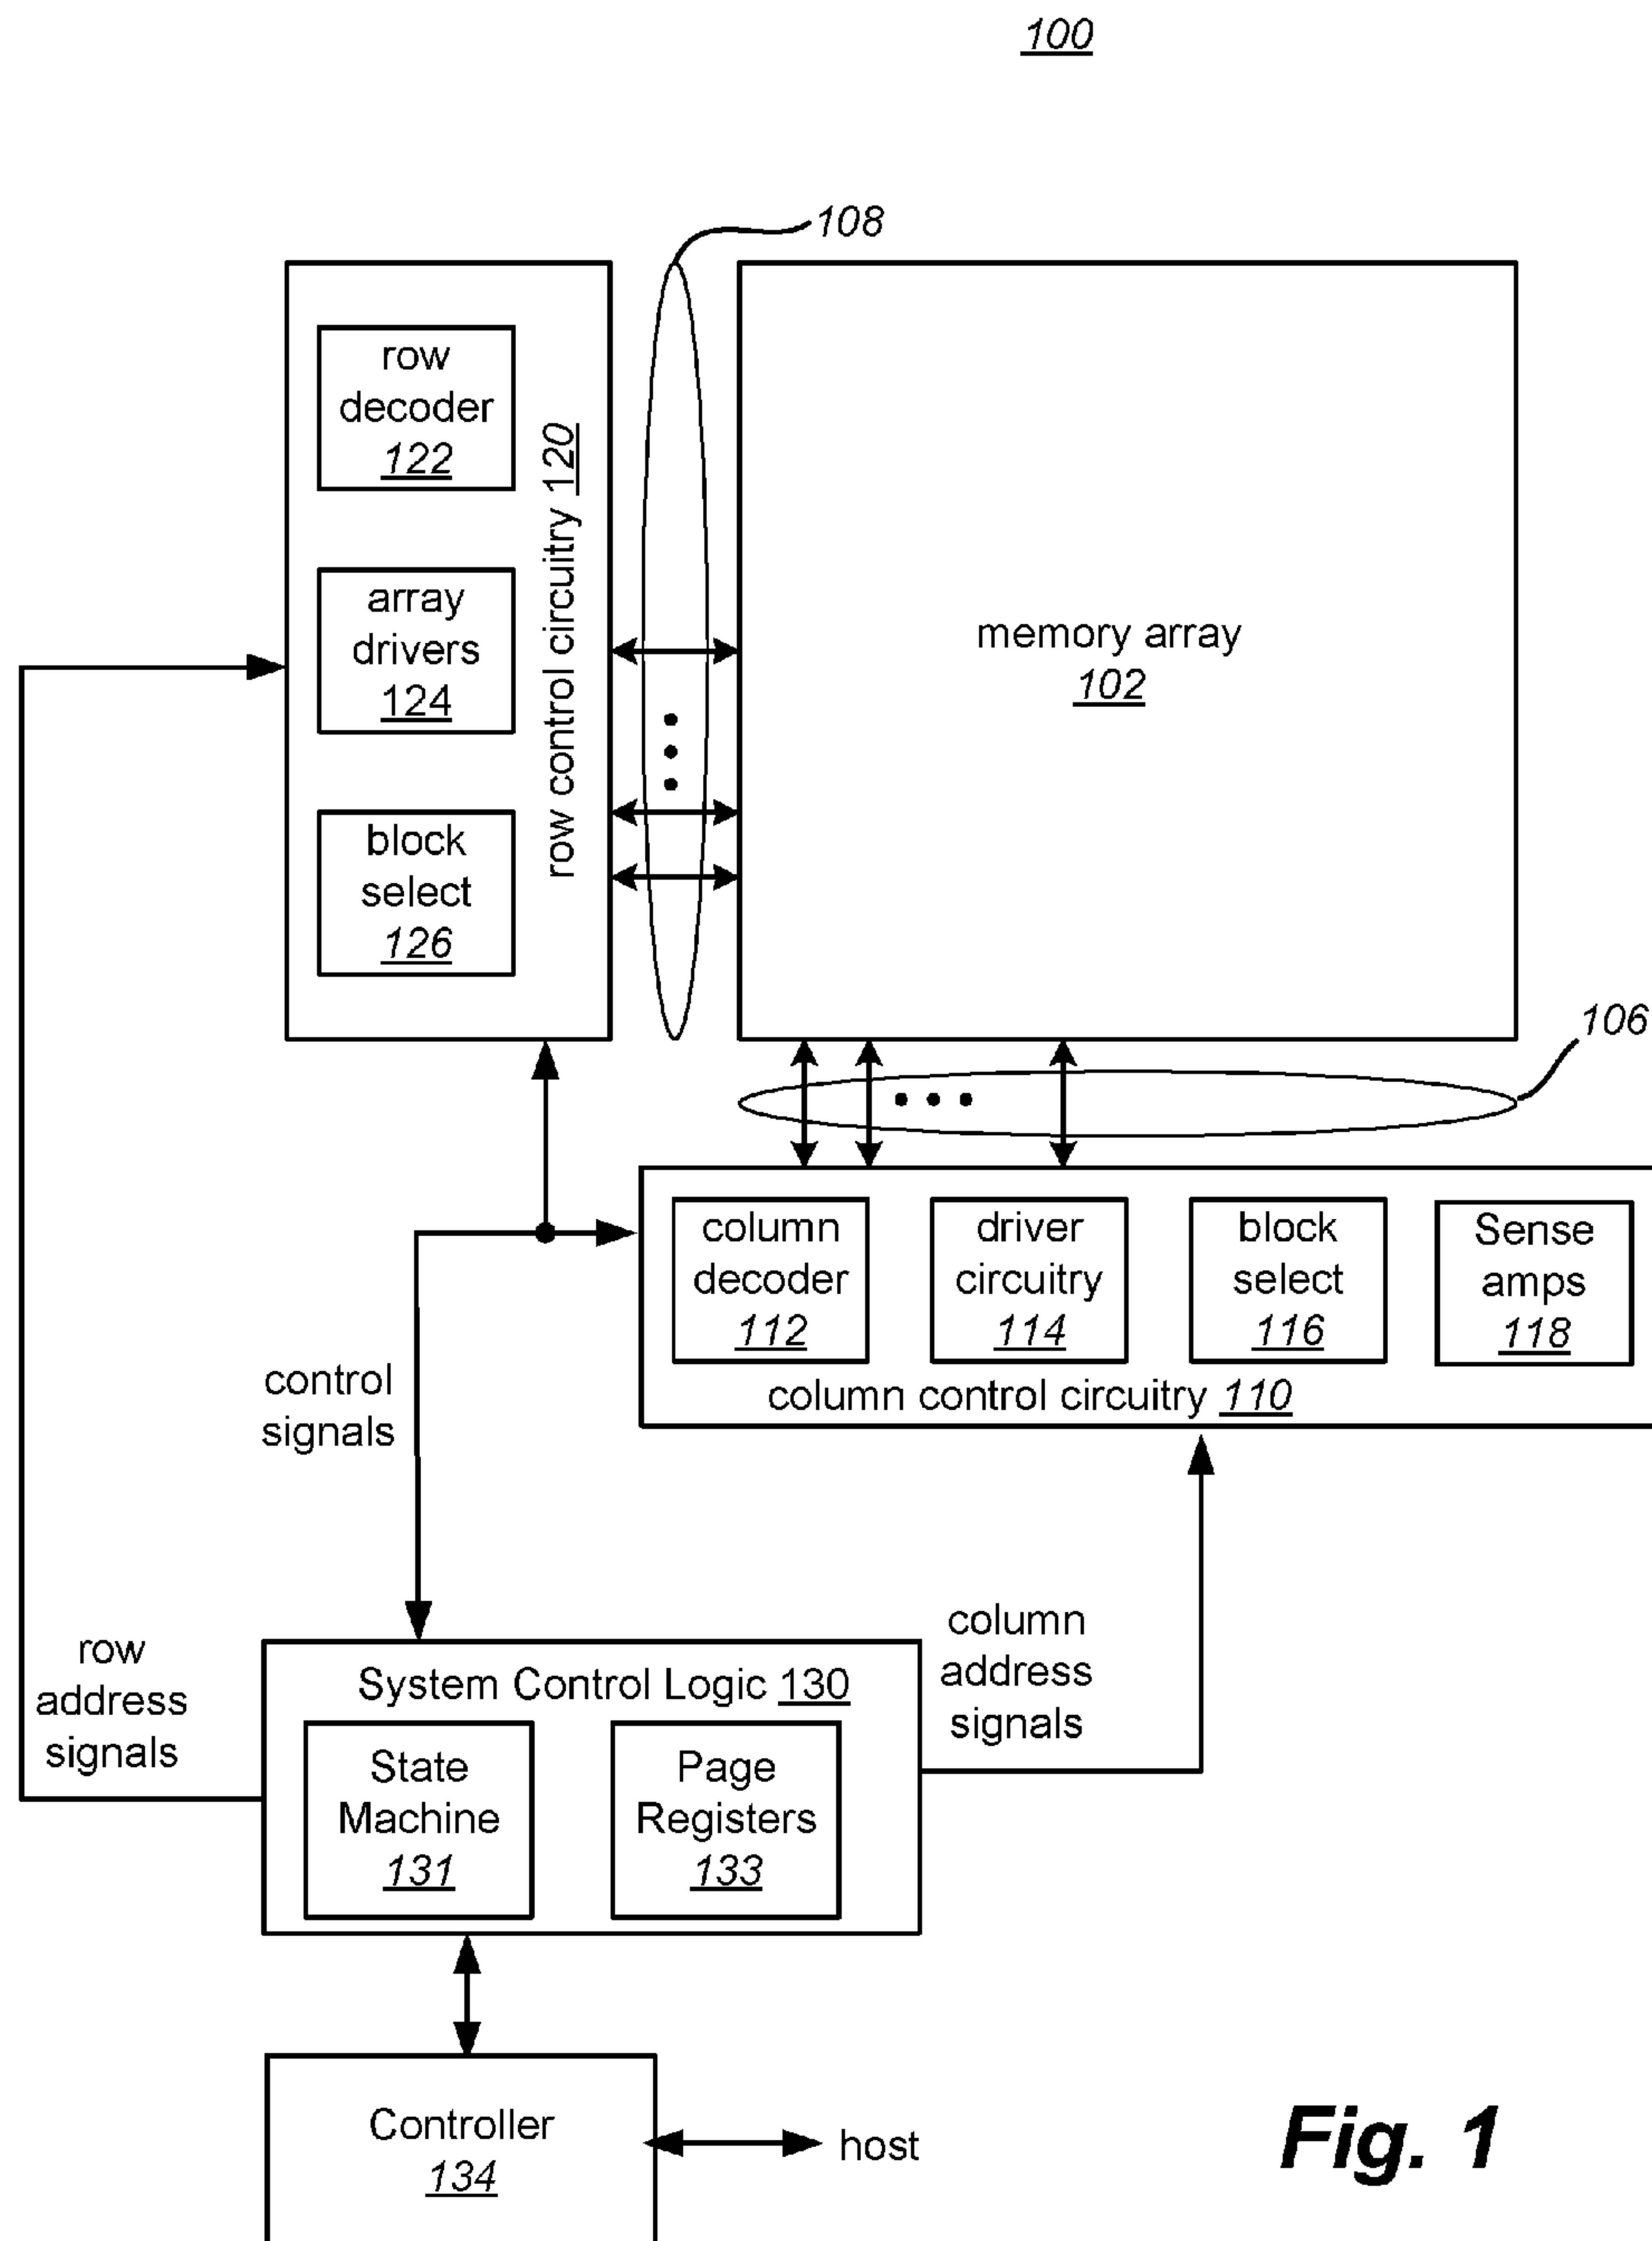 100
108
row
decoder
122
array
drivers
124
block
select
126
row control circuitry 120
memory array
102
106
column
decoder
112
driver
circuitry
114
block
select
116
Sense
amps
118
column control circuitry 110
control
signals
row
address
signals
column
address
signals
System Control Logic 130
State
Machine
131
Page
Registers
133
Controller
134
host
Fig. 1